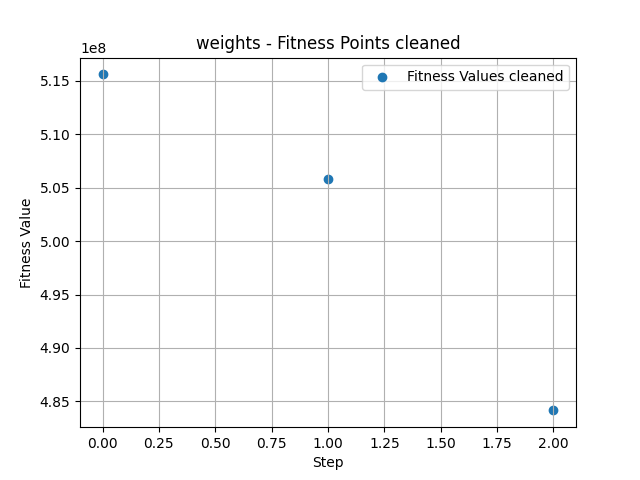 weights - Fitness Points cleaned
1e8
Fitness Values cleaned
5.15
5.10
5.05
5.00
4.95
4.90
4.85
Fitness Value
0.00 0.25 0.50 0.75 1.00 1.25 1.50 1.75 2.00
Step